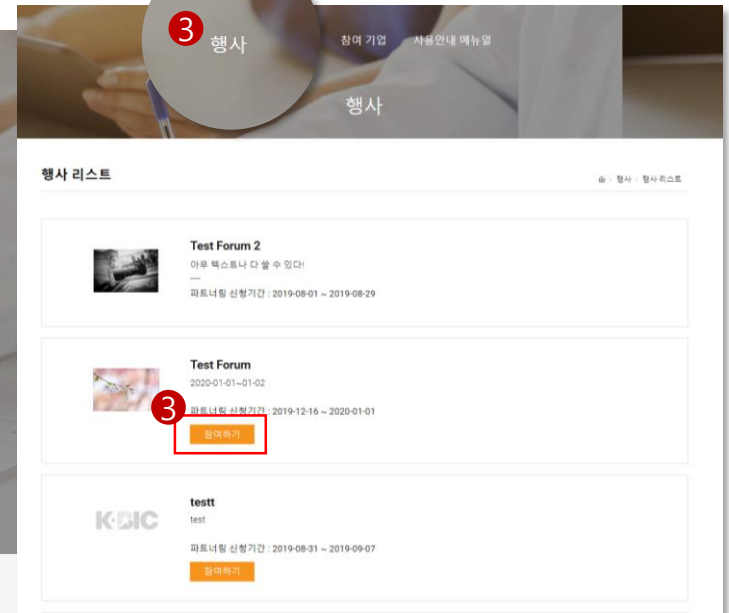 3
행사
참여 기업
사용안내 메뉴얼
행사
행사 리스트
행사 > 행사 리스트
Test Forum 2
아무 텍스트나 다 쓸 수 있다!
----
파트너링 신청기간 : 2019-08-01 ~ 2019-08-29
Test Forum
2020-01-01~01-02
3
파트너링 신청기간 : 2019-12-16 ~ 2020-01-01
참여하기
K·BIC
testt
test
파트너링 신청기간 : 2019-08-31 ~ 2019-09-07
참여하기